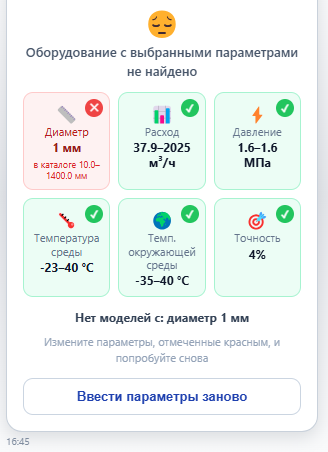 Оборудование с выбранными параметрами
не найдено
Диаметр
1 мм
в каталоге 10.0–
1400.0 мм
Расход
37.9–2025
м³/ч
Давление
1.6–1.6
МПа
Температура
среды
-23–40 °C
Темп.
окружающей
среды
-35–40 °C
Точность
4%
Нет моделей с: диаметр 1 мм
Измените параметры, отмеченные красным, и
попробуйте снова
Ввести параметры заново
16:45